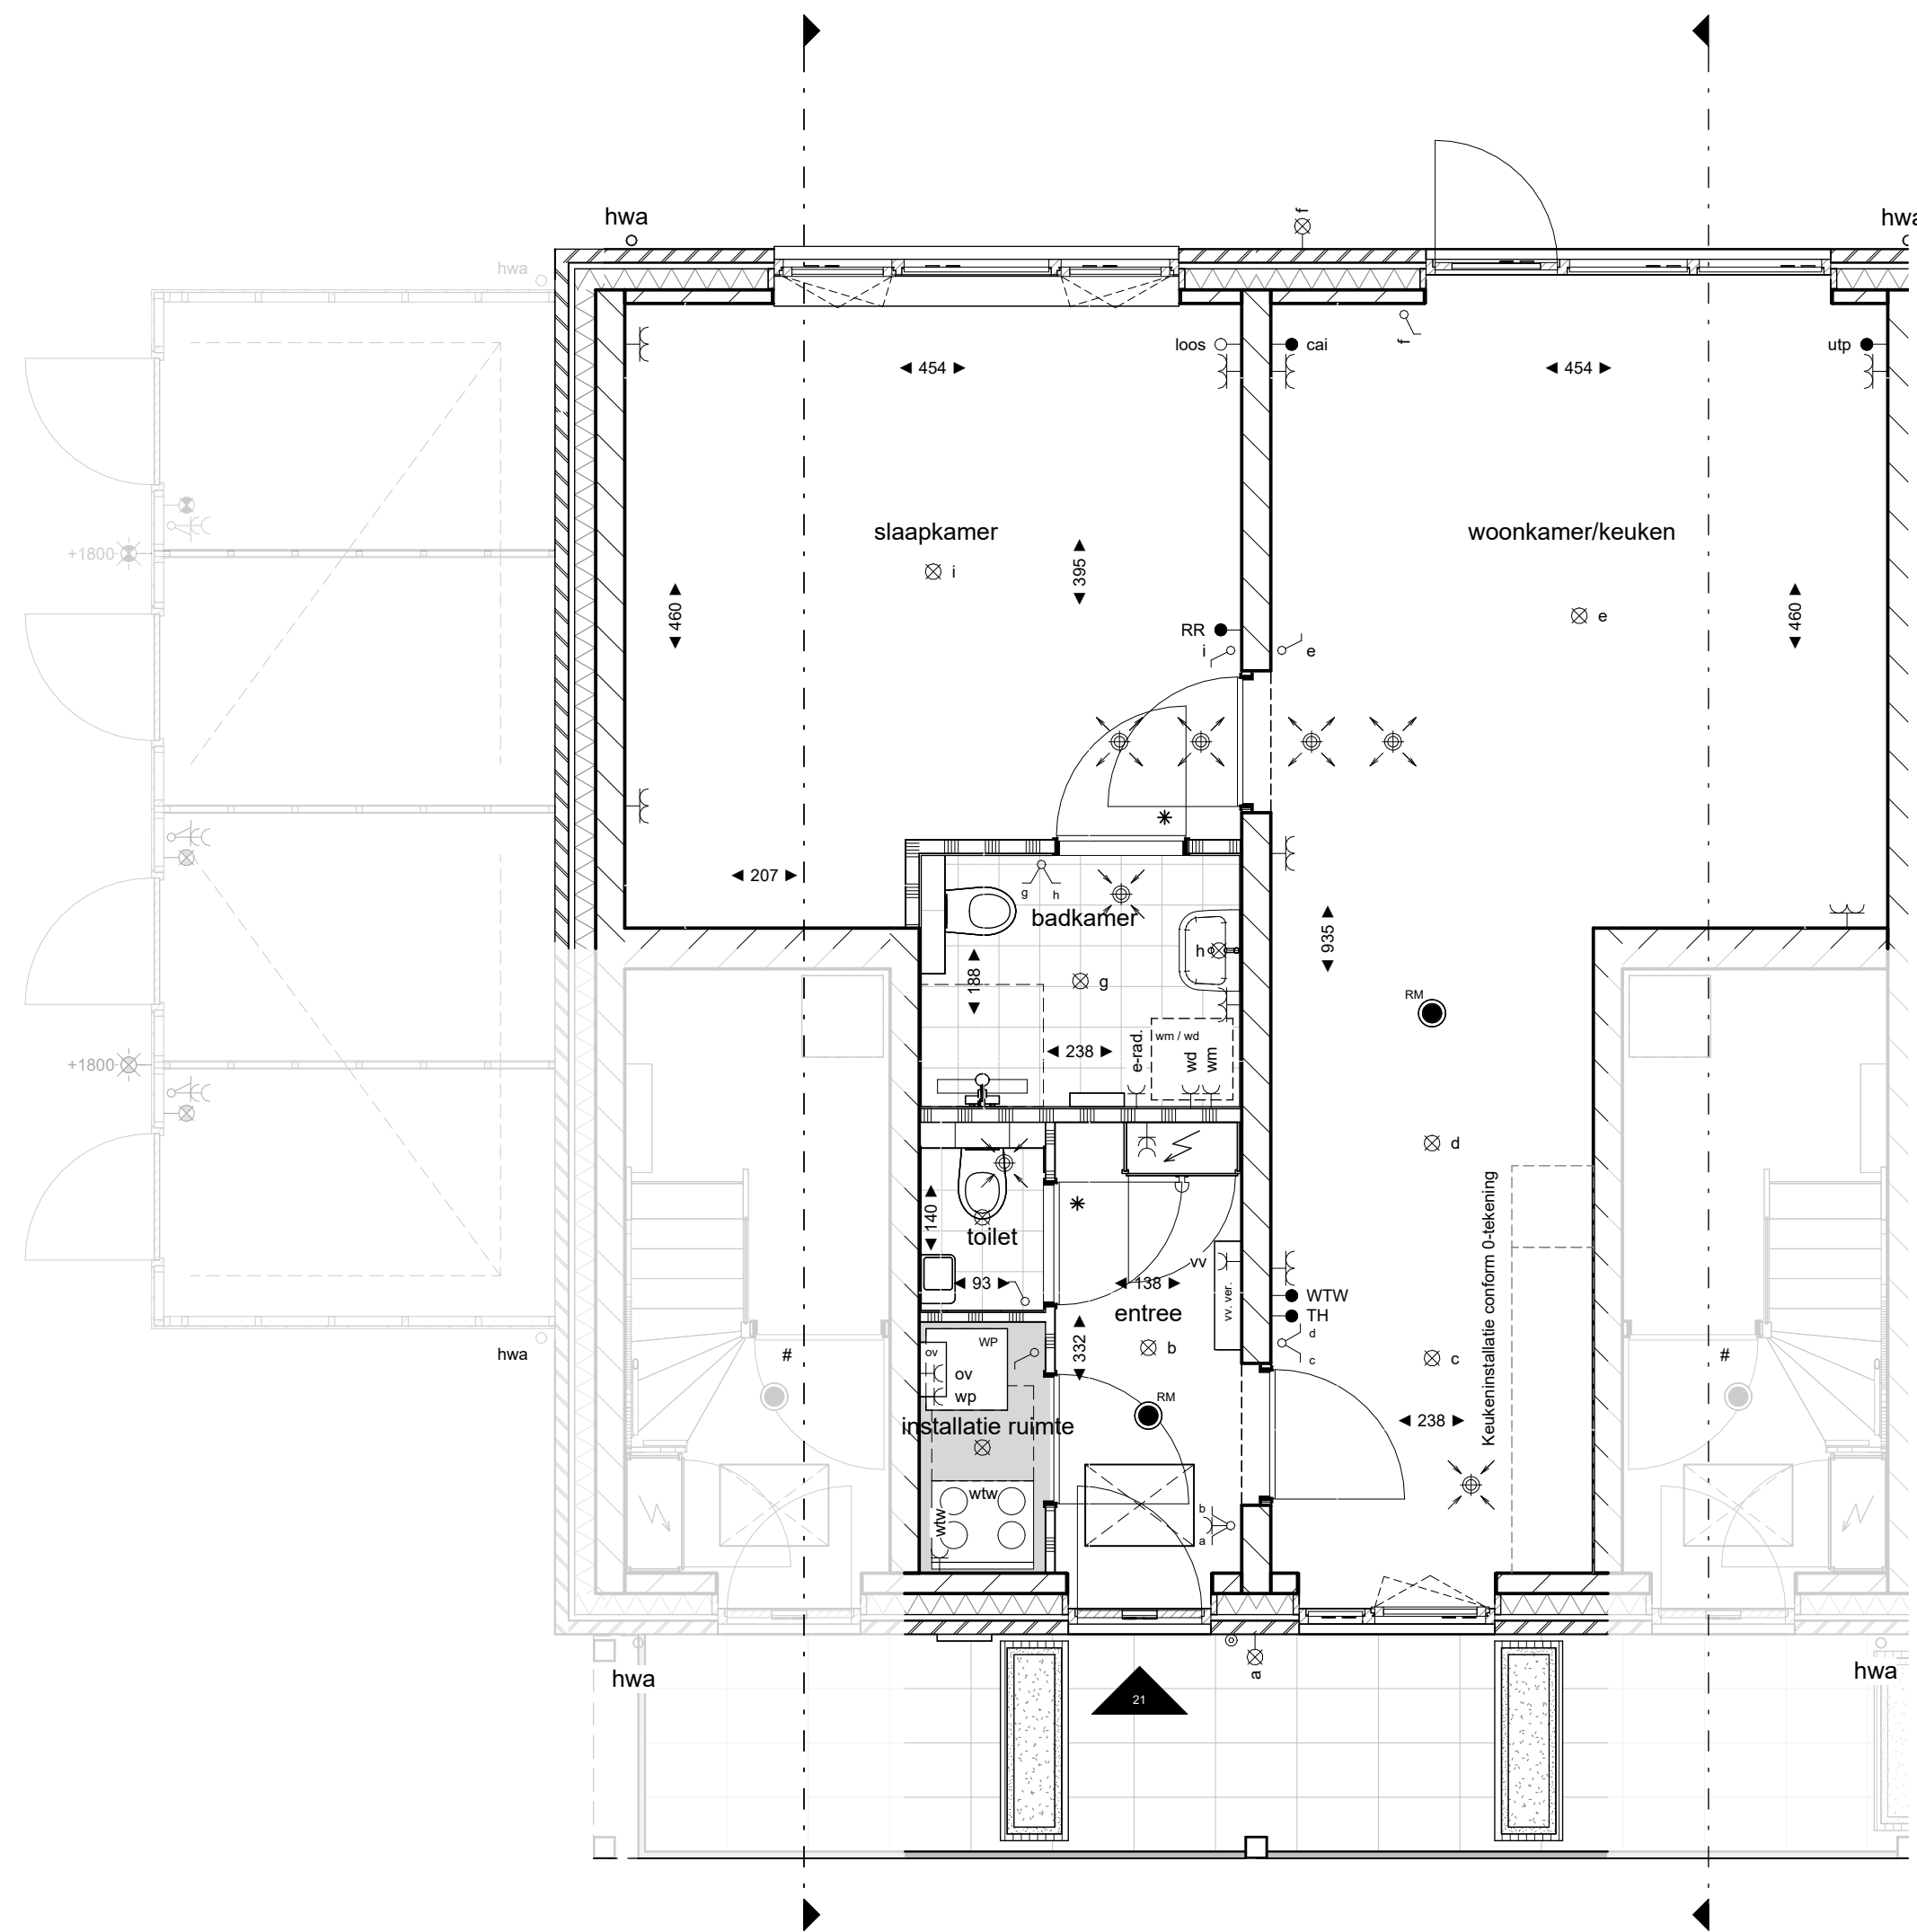 hwa
hwa
hwa
f
f
loos
cai
utp
454
454
slaapkamer
woonkamer/keuken
+1800
395
i
460
460
e
RR
i
e
207
g
h
badkamer
935
h
188
g
RM
+1800
238
e-rad.
wm / wd
wd
wm
d
Keukeninstallatie conform 0-tekening
140
toilet
vv
93
138
vv. ver.
WTW
entree
TH
d
c
332
b
hwa
#
#
WP
ov
ov
wp
c
RM
238
installatie ruimte
wtw
wtw
b
a
hwa
hwa
a
21